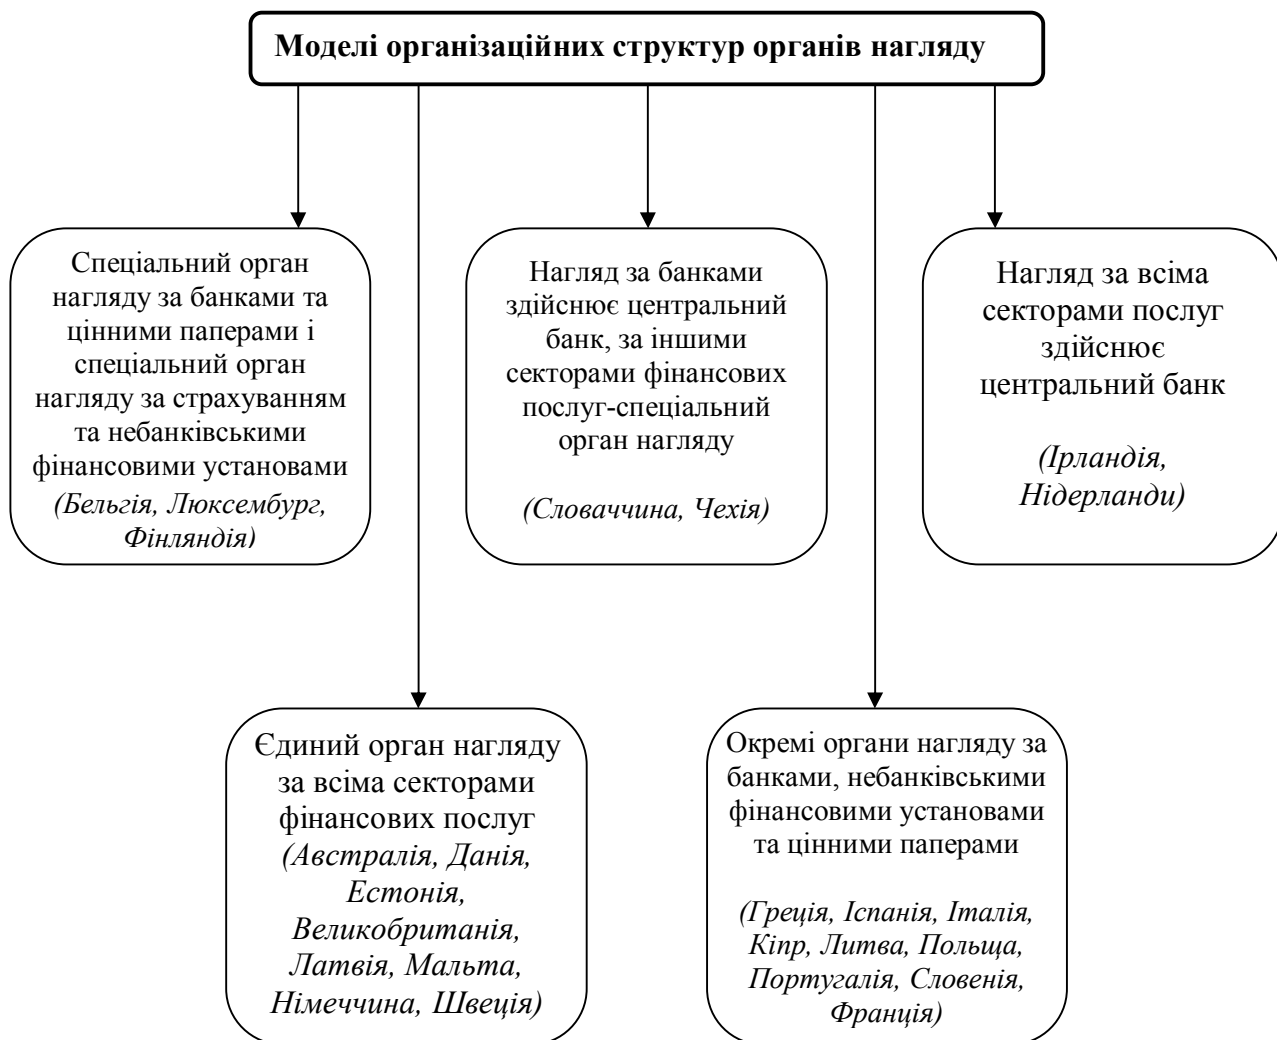 Моделі організаційних структур органів нагляду
Спеціальний орган
нагляду за банками та
цінними паперами і
спеціальний орган
нагляду за страхуванням
та небанківськими
фінансовими установами
(Бельгія, Люксембург,
Фінляндія)
Нагляд за банками
здійснює центральний
банк, за іншими
секторами фінансових
послуг-спеціальний
орган нагляду
(Словаччина, Чехія)
Нагляд за всіма
секторами послуг
здійснює
центральний банк
(Ірландія,
Нідерланди)
Єдиний орган нагляду
за всіма секторами
фінансових послуг
(Австралія, Данія,
Естонія,
Великобританія,
Латвія, Мальта,
Німеччина, Швеція)
Окремі органи нагляду за
банками, небанківськими
фінансовими установами
та цінними паперами
(Греція, Іспанія, Італія,
Кіпр, Литва, Польща,
Португалія, Словенія,
Франція)